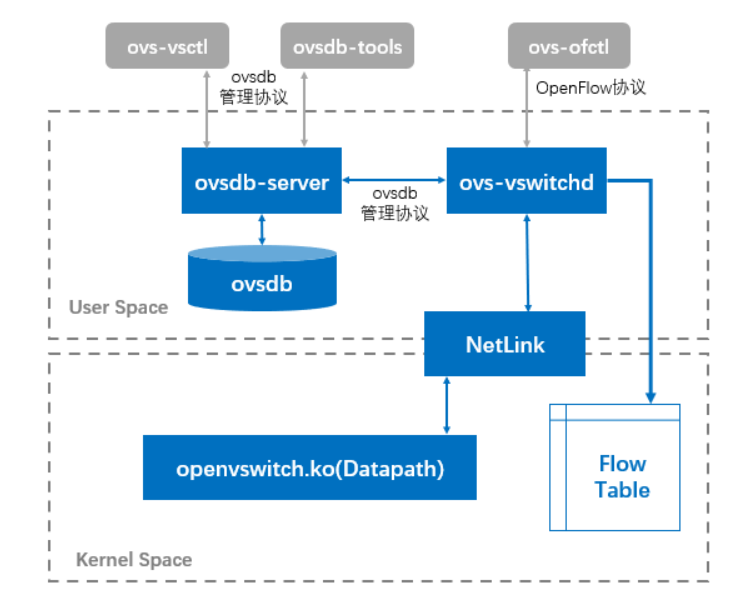 ovs-vsctl
ovsdb-tools
ovs-ofctl
ovsdb
管理协议
OpenFlow协议
ovsdb-server
ovs-vswitchd
ovsdb
管理协议
ovsdb
User Space
NetLink
openvswitch.ko(Datapath)
Flow
Table
Kernel Space